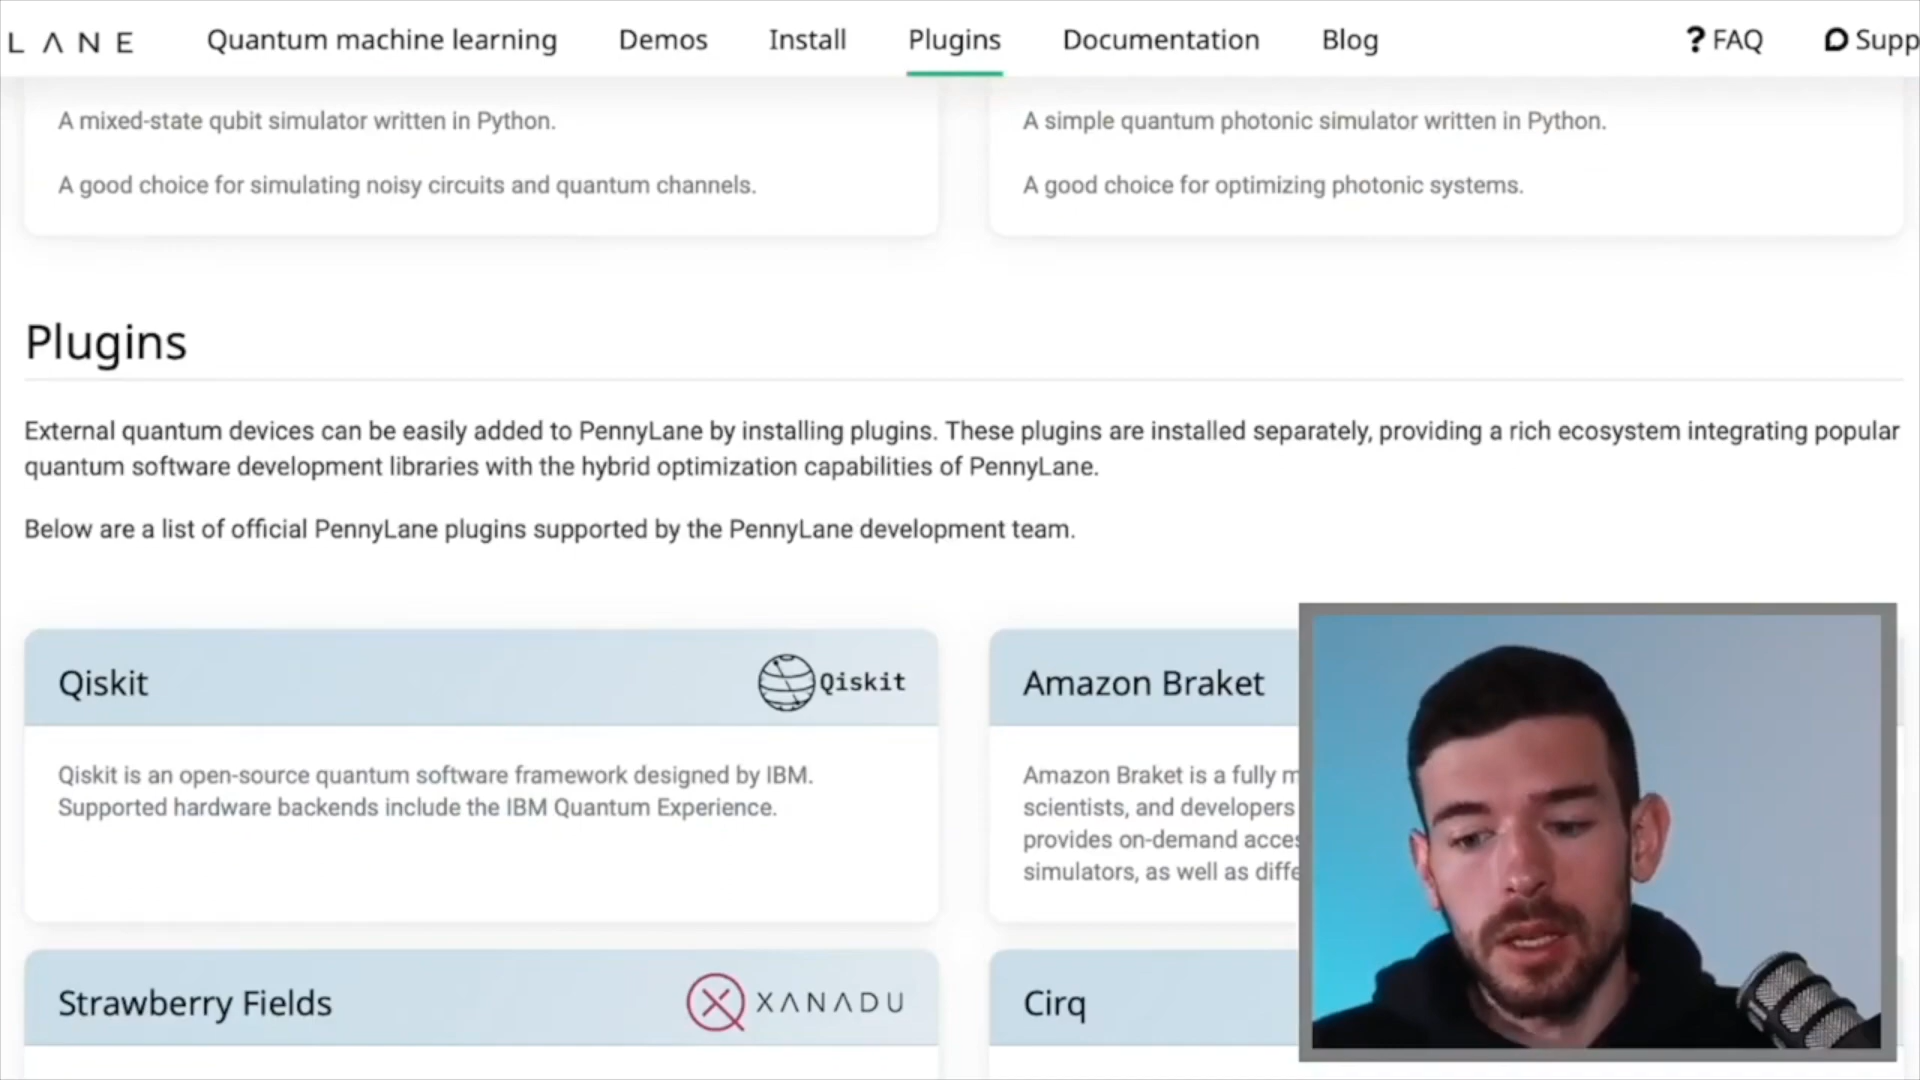 LANE Quantum machine learning Demos Install Plugins Documentation Blog ? FAQ Supp
A mixed-state qubit simulator written in Python.
A good choice for simulating noisy circuits and quantum channels.
A simple quantum photonic simulator written in Python.
A good choice for optimizing photonic systems.
Plugins
External quantum devices can be easily added to PennyLane by installing plugins. These plugins are installed separately, providing a rich ecosystem integrating popular
quantum software development libraries with the hybrid optimization capabilities of PennyLane.
Below are a list of official PennyLane plugins supported by the PennyLane development team.
Qiskit
Qiskit
Qiskit is an open-source quantum software framework designed by IBM.
Supported hardware backends include the IBM Quantum Experience.
Amazon Braket
Amazon Braket is a fully m
scientists, and developers
provides on-demand acces
simulators, as well as diffe
Strawberry Fields
XANADU
Cirq